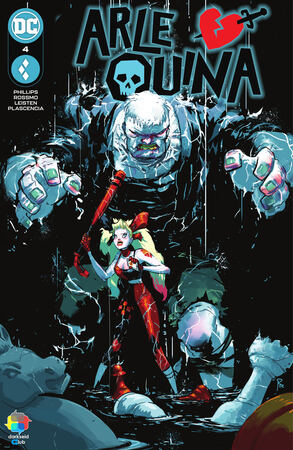 DC
4
PHILLIPS
ROSSMO
LEISTEN
PLASCENCIA
ARLE
QUINA
darkseid
club